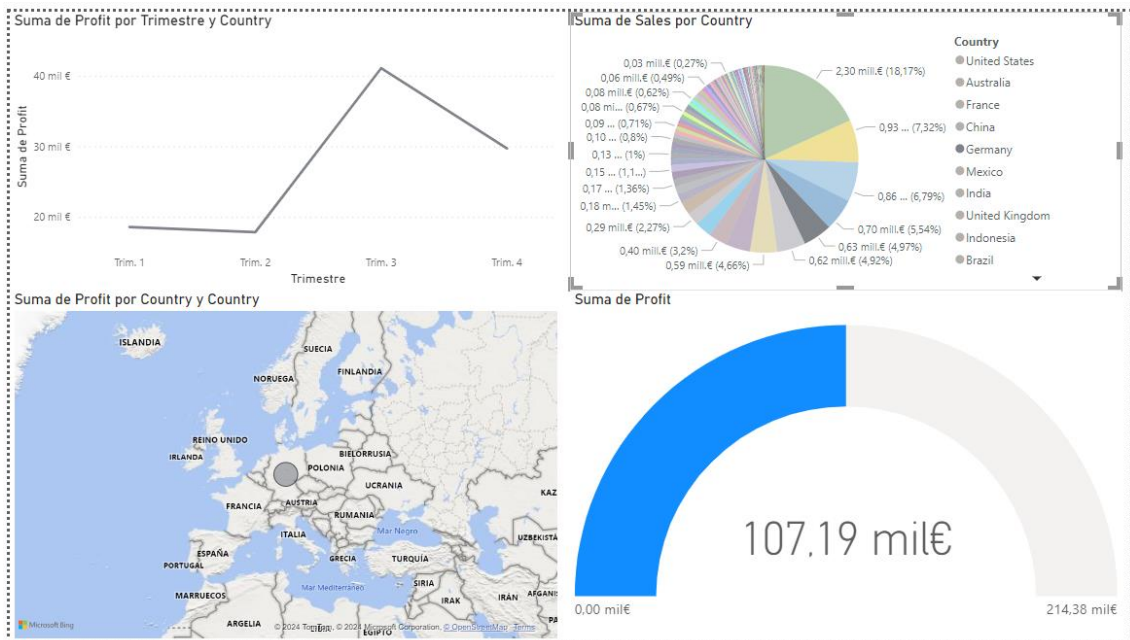 Suma de Profit por Trimestre y Country
40 mil €
30 mil €
20 mil €
Suma de Profit
Trim. 1
Trim. 2
Trim. 3
Trim. 4
Trimestre
Suma de Sales por Country
0,03 mill.€ (0,27%)
0,06 mill.€ (0,49%)
0,08 mill.€ (0,62%)
0,08 mi... (0,67%)
0,09 ... (0,71%)
0,10 ... (0,8%)
0,13 ... (1%)
0,15 ... (1,1...)
0,17 ... (1,36%)
0,18 m... (1,45%)
0,29 mill.€ (2,27%)
0,40 mill.€ (3,2%)
0,59 mill.€ (4,66%)
0,62 mill.€ (4,92%)
0,63 mill.€ (4,97%)
0,70 mill.€ (5,54%)
0,86 ... (6,79%)
0,93 ... (7,32%)
2,30 mill.€ (18,17%)
Country
United States
Australia
France
China
Germany
Mexico
India
United Kingdom
Indonesia
Brazil
Suma de Profit por Country y Country
ISLANDIA
SUECIA
FINLANDIA
NORUEGA
REINO UNIDO
IRLANDA
BIELORRUSIA
POLONIA
UCRANIA
KAZ
FRANCIA
AUSTRIA
RUMANIA
ITALIA
Mar Negro
UZBEKISTÁ
ESPAÑA
GRECIA
TURQUÍA
PORTUGAL
SIRIA
Mar Mediterráneo
MARRUECOS
IRAK
IRÁN
AFGANIS
ARGELIA
EGIPTO
PA
Microsoft Bing
© 2024 TomTom, © 2024 Microsoft Corporation, © OpenStreetMap Terms
Suma de Profit
107,19 mil€
0,00 mil€
214,38 mil€